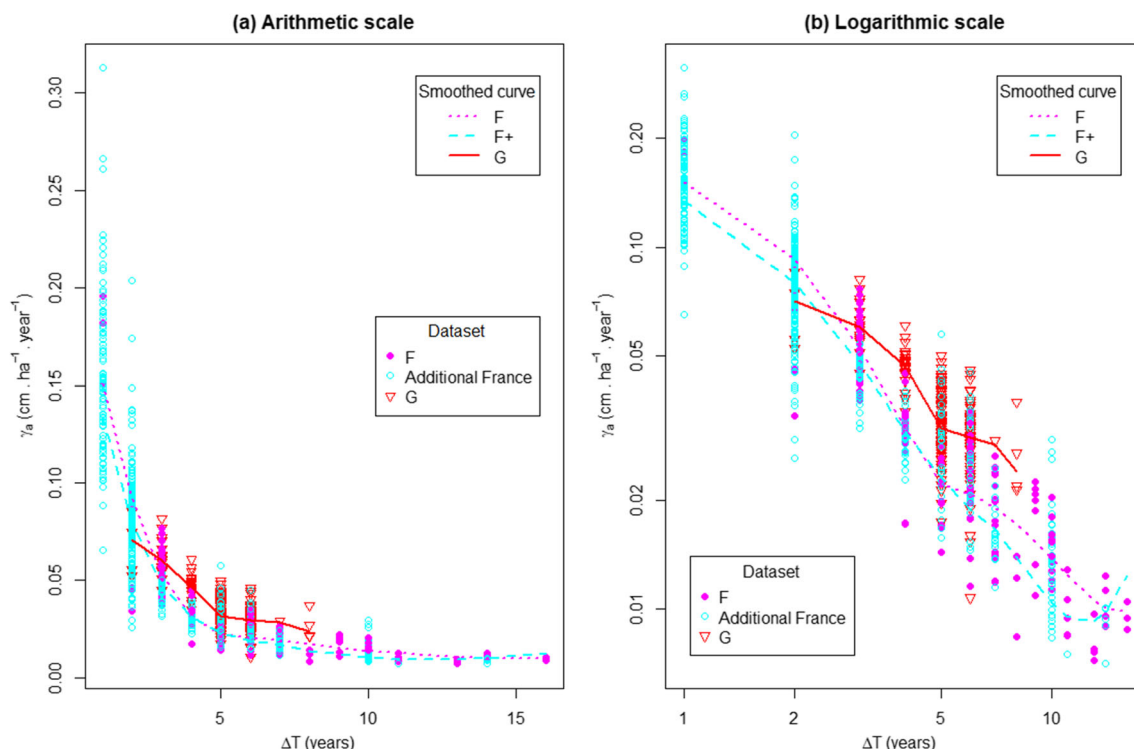 (a) Arithmetic scale
0.30
0.25
0.20
0.15
0.10
0.05
0.00
γa (cm . ha−1 . year−1)
Smoothed curve
F
F+
G
Dataset
F
Additional France
G
5
10
15
ΔT (years)
(b) Logarithmic scale
0.20
0.10
0.05
0.02
0.01
γa (cm . ha−1 . year−1)
Smoothed curve
F
F+
G
Dataset
F
Additional France
G
1
2
5
10
ΔT (years)